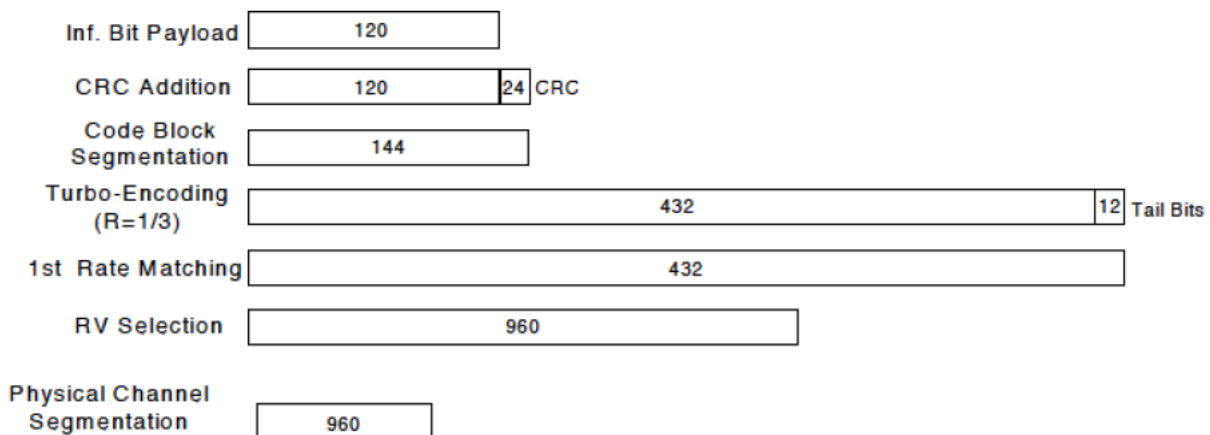 Inf. Bit Payload 120
CRC Addition 120 24 CRC
Code Block
Segmentation 144
Turbo-Encoding
(R=1/3) 432 12 Tail Bits
1st Rate Matching 432
RV Selection 960
Physical Channel
Segmentation 960